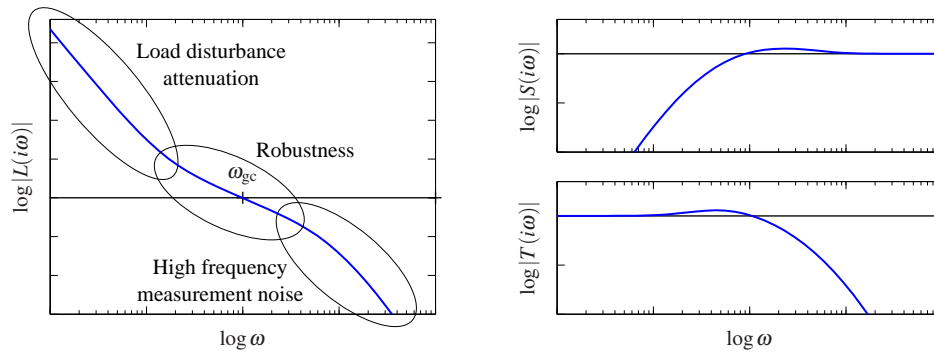 Load disturbance
attenuation
Robustness
ω_gc
log |L(iω)|
High frequency
measurement noise
log ω
log |S(iω)|
log |T(iω)|
log ω